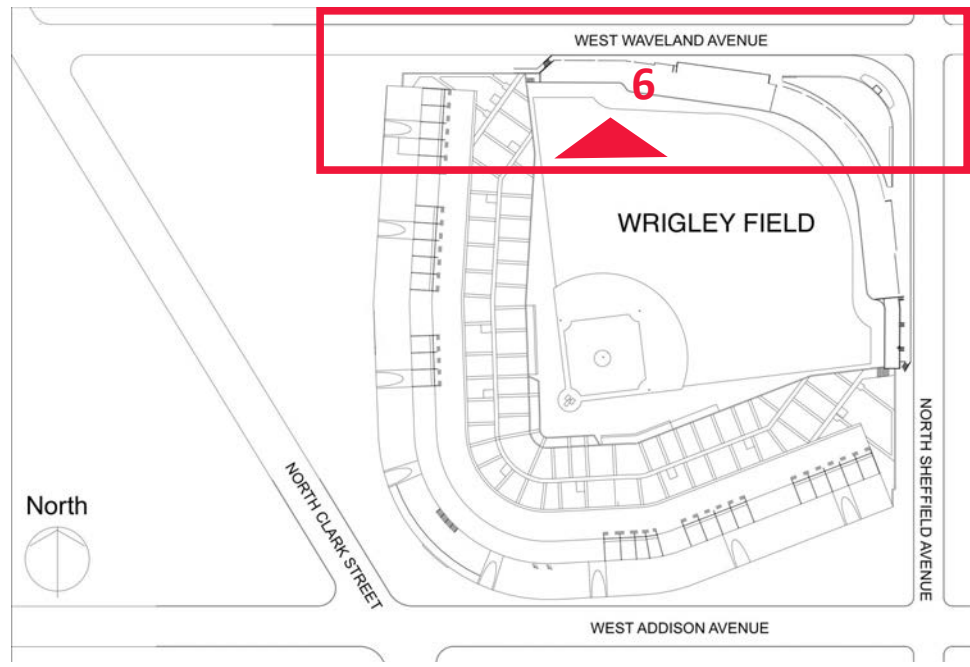 WEST WAVELAND AVENUE
6
WRIGLEY FIELD
NORTH SHEFFIELD AVENUE
NORTH CLARK STREET
North
WEST ADDISON AVENUE